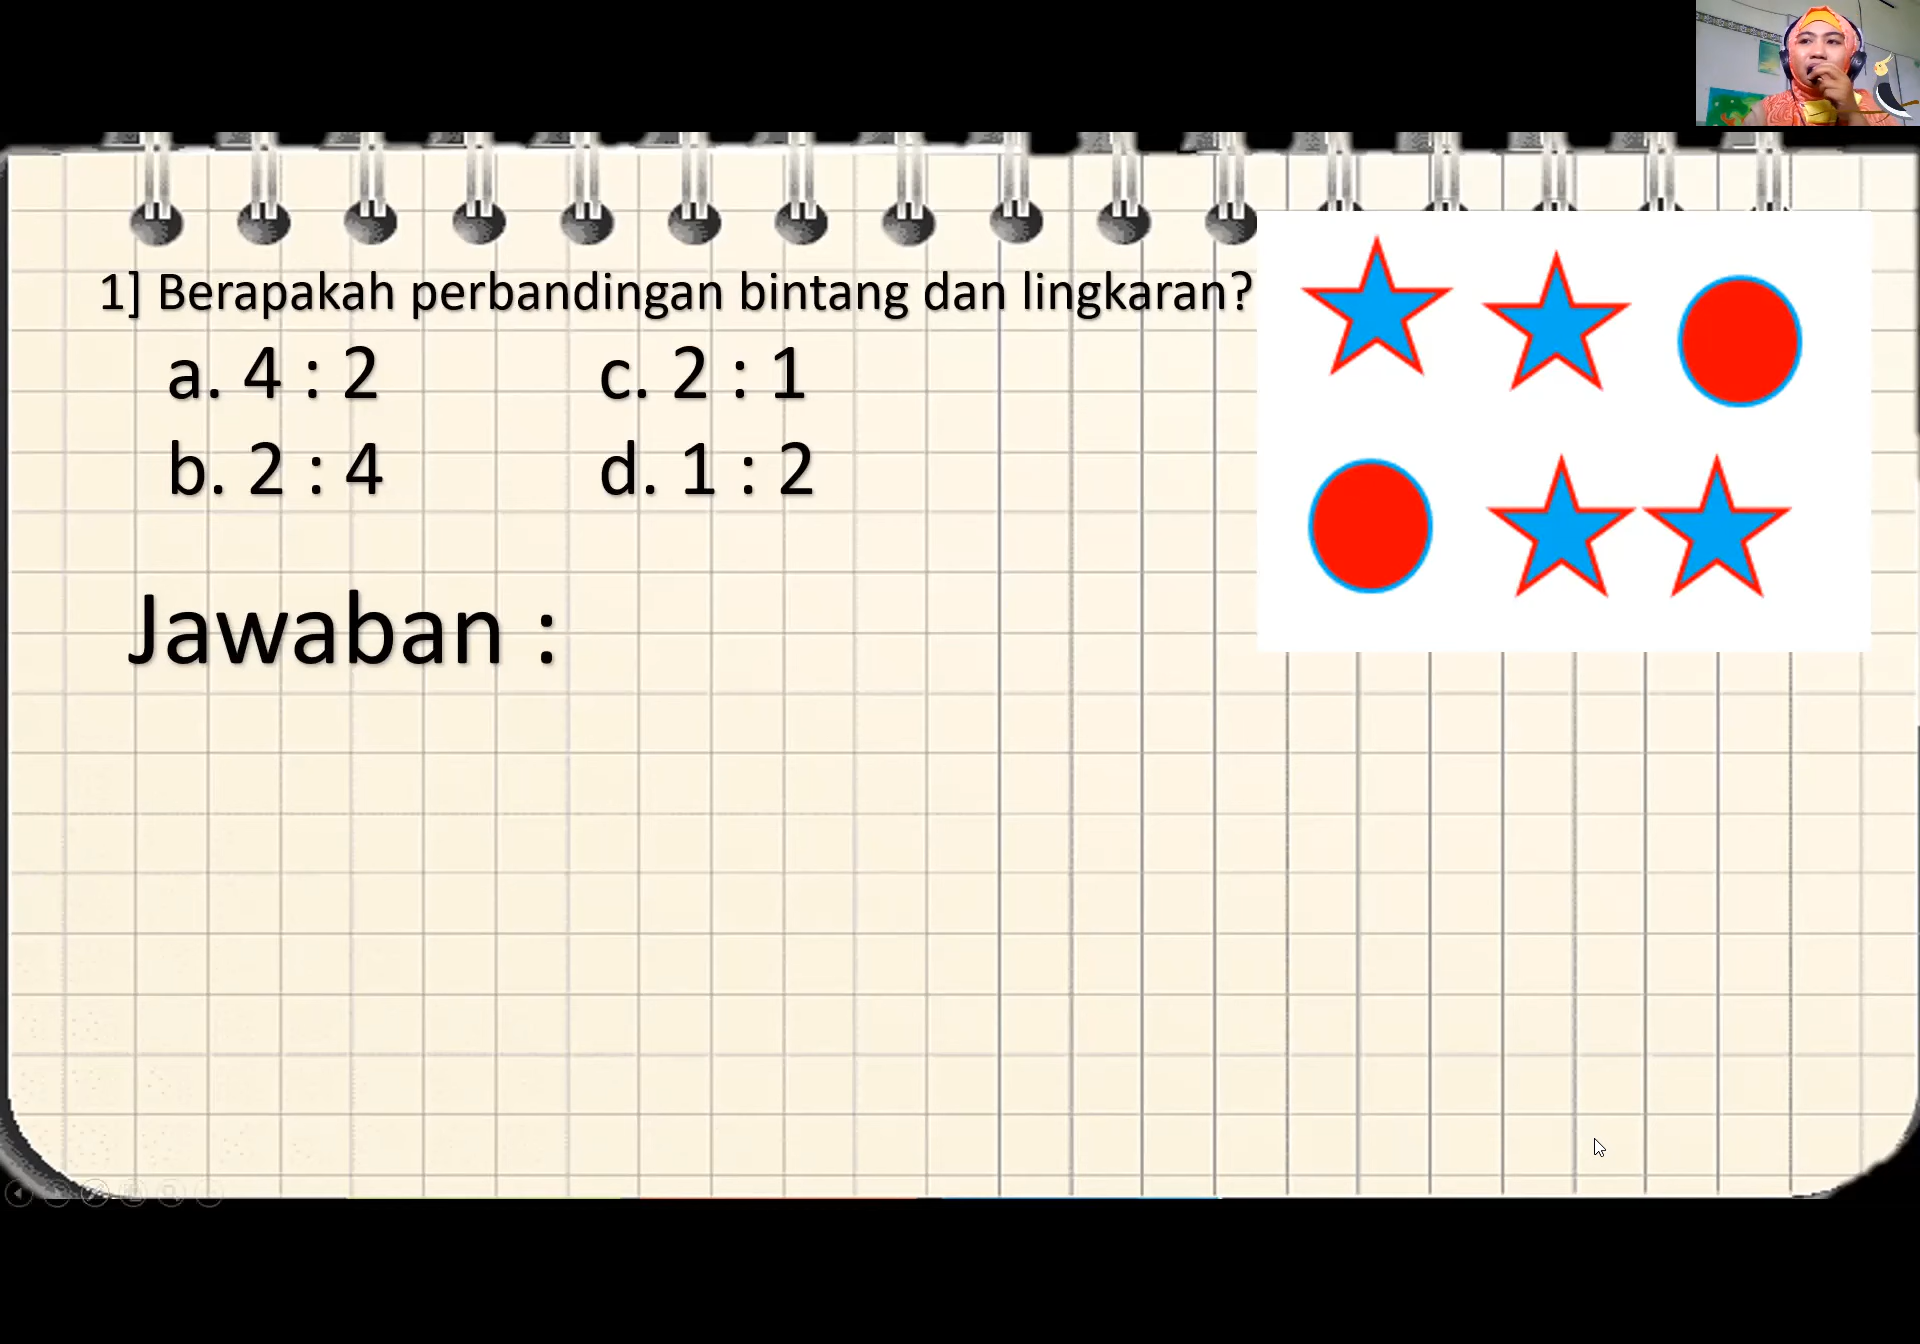 1] Berapakah perbandingan bintang dan lingkaran?
a. 4 : 2 c. 2 : 1
b. 2 : 4 d. 1 : 2
Jawaban :